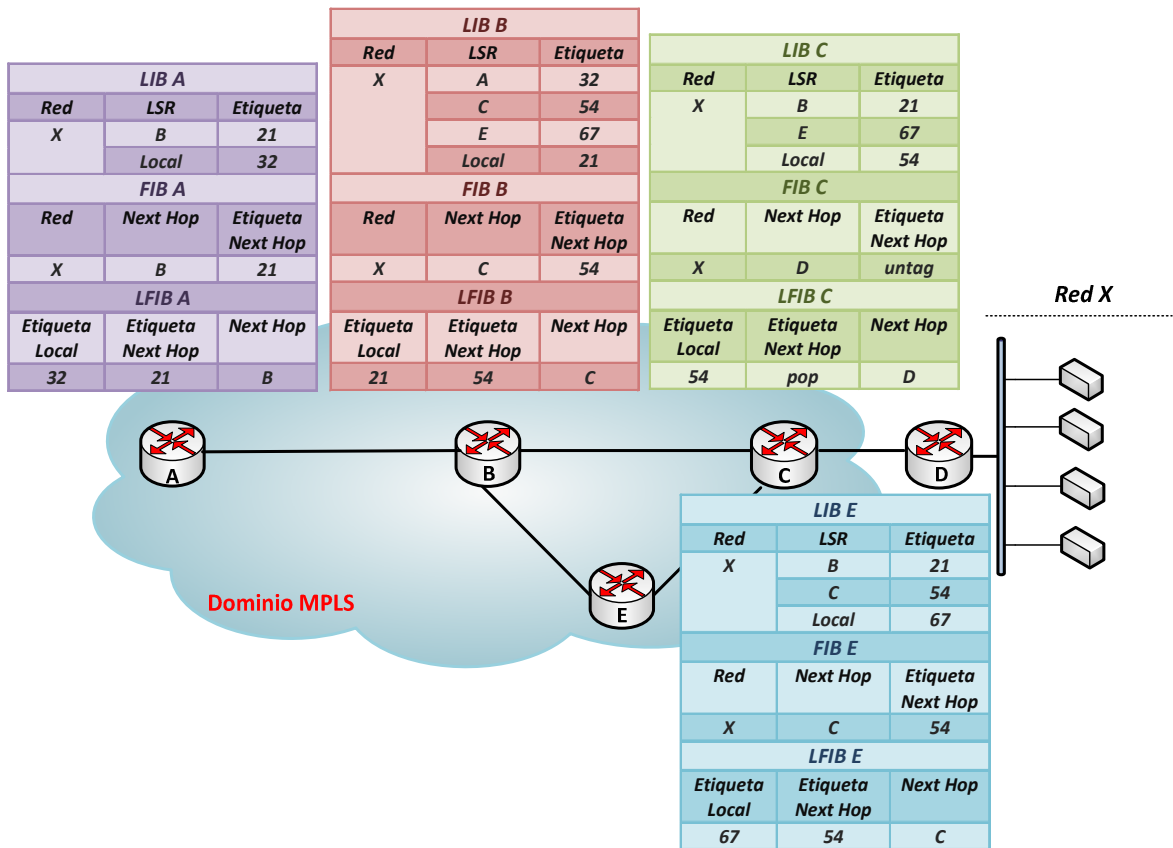 LIB A
Red LSR Etiqueta
X B 21
Local 32
FIB A
Red Next Hop Etiqueta
Next Hop
X B 21
LFIB A
Etiqueta Etiqueta Next Hop
Local Next Hop
32 21 B
LIB B
Red LSR Etiqueta
X A 32
C 54
E 67
Local 21
FIB B
Red Next Hop Etiqueta
Next Hop
X C 54
LFIB B
Etiqueta Etiqueta Next Hop
Local Next Hop
21 54 C
LIB C
Red LSR Etiqueta
X B 21
E 67
Local 54
FIB C
Red Next Hop Etiqueta
Next Hop
X D untag
LFIB C
Etiqueta Etiqueta Next Hop
Local Next Hop
54 pop D
Red X
A
B
C
D
E
Dominio MPLS
LIB E
Red LSR Etiqueta
X B 21
C 54
Local 67
FIB E
Red Next Hop Etiqueta
Next Hop
X C 54
LFIB E
Etiqueta Etiqueta Next Hop
Local Next Hop
67 54 C